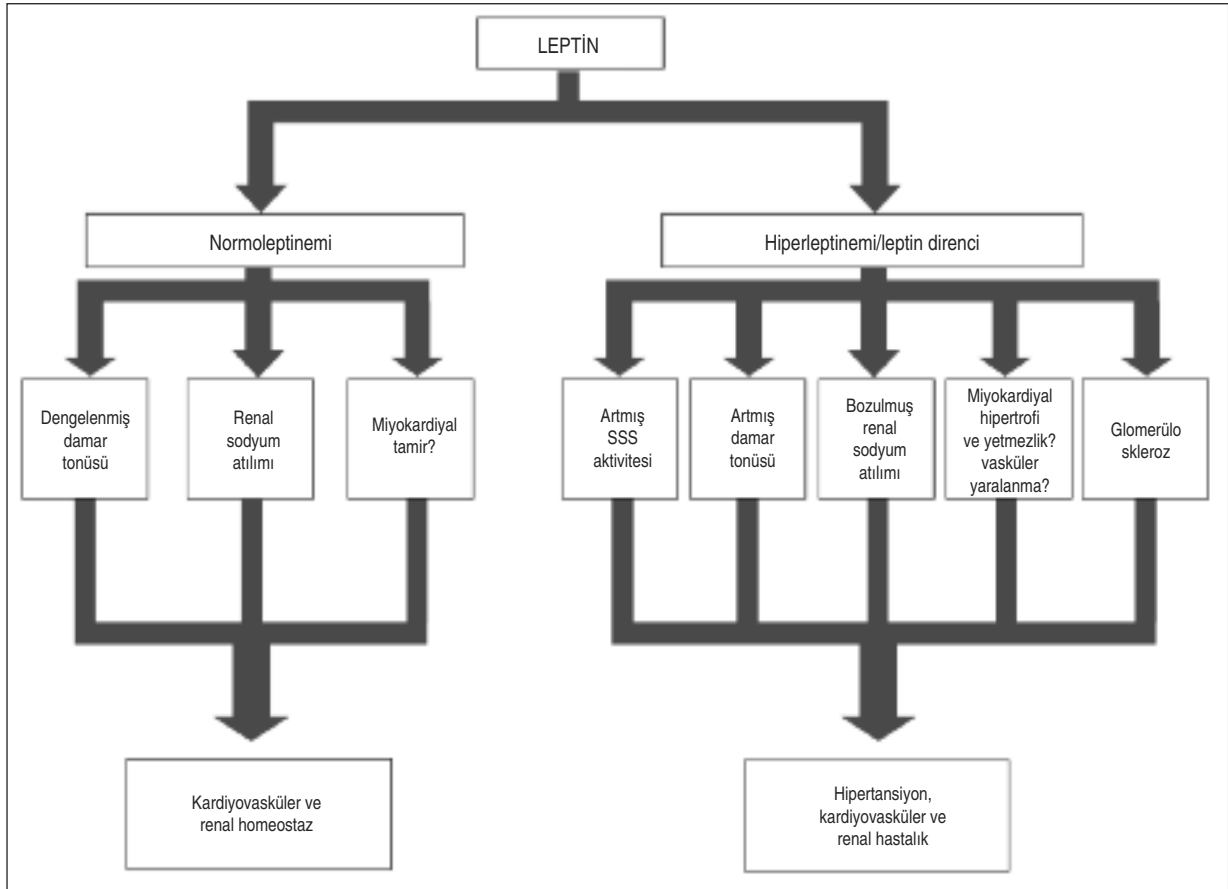 LEPTİN
Normoleptinemi
Hiperleptinemi/leptin direnci
Dengelenmiş
damar
tonüsü
Renal
sodyum
atılımı
Miyokardiyal
tamir?
Artmış
SSS
aktivitesi
Artmış
damar
tonüsü
Bozulmuş
renal
sodyum
atılımı
Miyokardiyal
hipertrofi
ve yetmezlik?
vasküler
yaralanma?
Glomerülo
skleroz
Kardiyovasküler ve
renal homeostaz
Hipertansiyon,
kardiyovasküler ve
renal hastalık